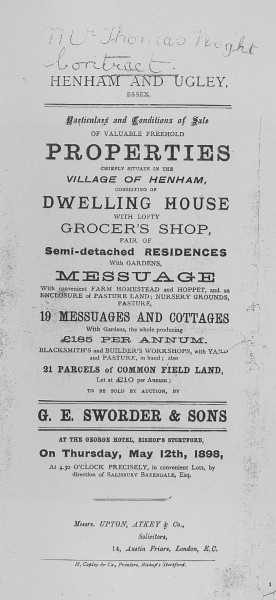 Mr Thomas Wright
Contract.
HENHAM AND UGLEY,
ESSEX.
Particulars and Conditions of Sale
OF VALUABLE FREEHOLD
PROPERTIES
CHIEFLY SITUATE IN THE
VILLAGE OF HENHAM,
CONSISTING OF
DWELLING HOUSE
WITH LOFTY
GROCER'S SHOP,
PAIR OF
Semi-detached RESIDENCES
With GARDENS,
MESSUAGE
With convenient FARM HOMESTEAD and HOPPET, and an
ENCLOSURE of PASTURE LAND; NURSERY GROUNDS,
PASTURE,
19 MESSUAGES AND COTTAGES
With Gardens, the whole producing
£185 PER ANNUM.
BLACKSMITH'S and BUILDER'S WORKSHOPS, with YARD
and PASTURE, in hand; also
21 PARCELS of COMMON FIELD LAND,
Let at £10 per Annum;
TO BE SOLD BY AUCTION, BY
G. E. SWORDER & SONS
AT THE GEORGE HOTEL, BISHOP'S STORTFORD,
On Thursday, May 12th, 1898,
At 4.30 O'CLOCK PRECISELY, in convenient Lots, by
direction of SALISBURY BAXENDALE, Esq.
Messrs. UPTON, ATKEY & Co.,
Solicitors,
14, Austin Friars, London, E.C.
H. Copley & Co., Printers, Bishop's Stortford.